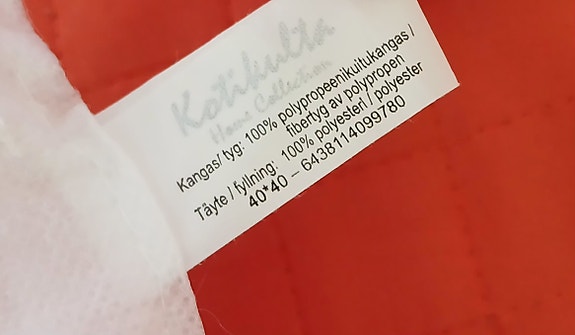 Kotikulta
Home Collection
Kangas/ tyg: 100% polypropeenikuitukangas /
fibertyg av polypropen
Täyte / fyllning: 100% polyesteri / polyester
40*40 – 6438114099780